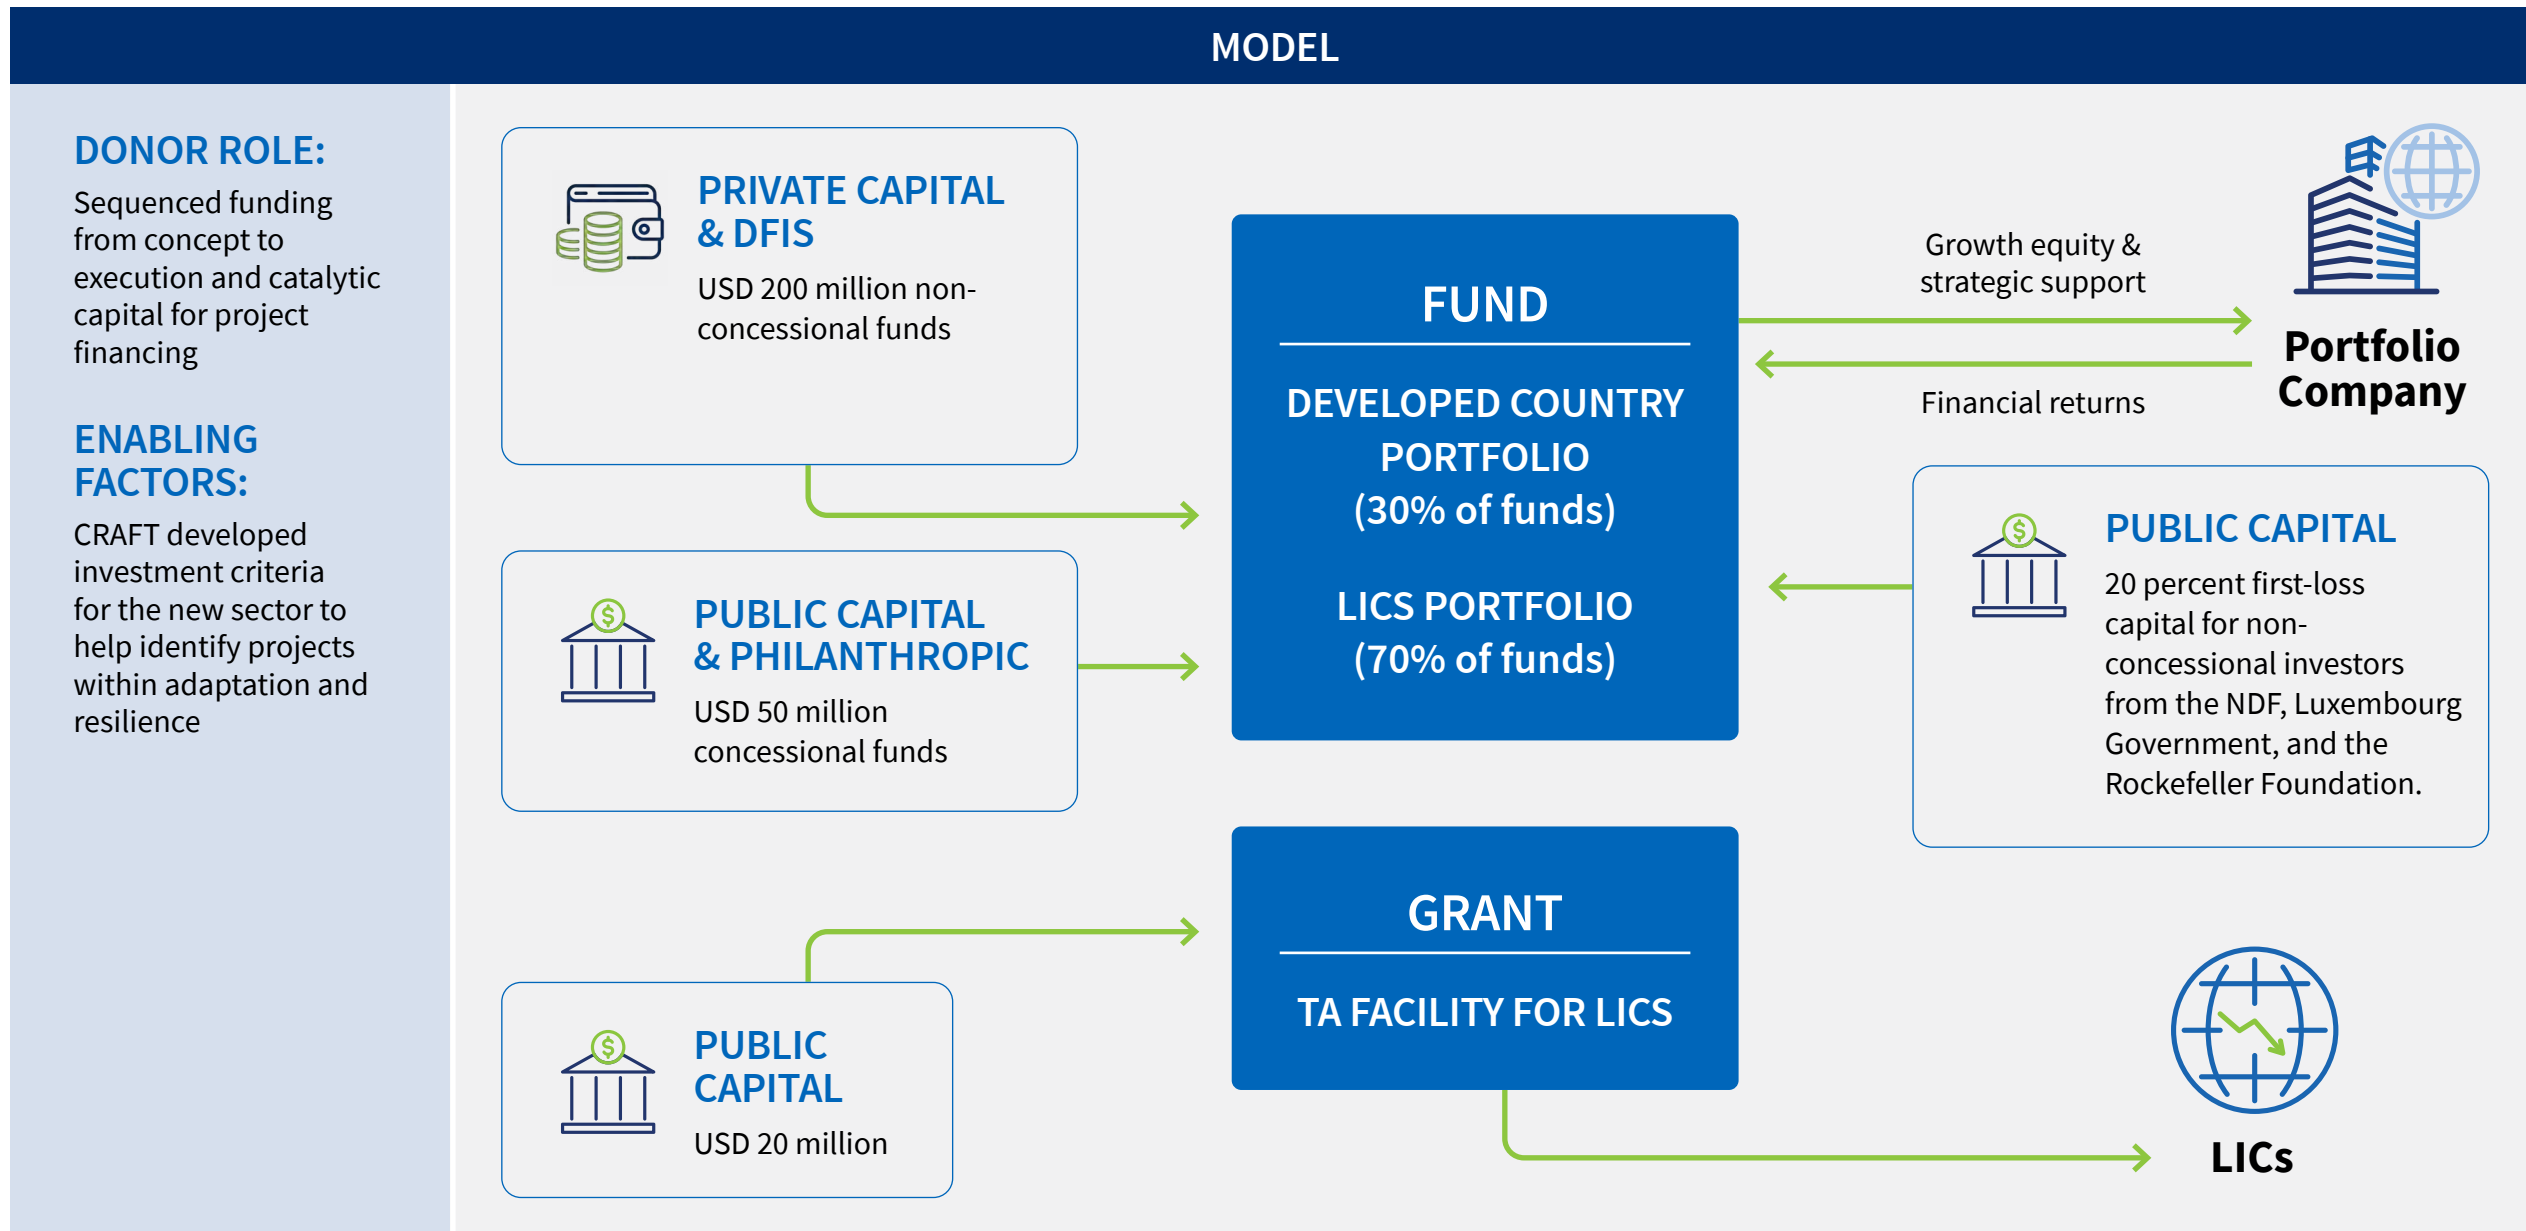 MODEL
DONOR ROLE:
Sequenced funding
from concept to
execution and catalytic
capital for project
financing
ENABLING
FACTORS:
CRAFT developed
investment criteria
for the new sector to
help identify projects
within adaptation and
resilience
PRIVATE CAPITAL
& DFIS
USD 200 million non-
concessional funds
PUBLIC CAPITAL
& PHILANTHROPIC
USD 50 million
concessional funds
PUBLIC
CAPITAL
USD 20 million
FUND
DEVELOPED COUNTRY
PORTFOLIO
(30% of funds)
LICS PORTFOLIO
(70% of funds)
GRANT
TA FACILITY FOR LICS
Growth equity &
strategic support
Financial returns
Portfolio
Company
PUBLIC CAPITAL
20 percent first-loss
capital for non-
concessional investors
from the NDF, Luxembourg
Government, and the
Rockefeller Foundation.
LICs